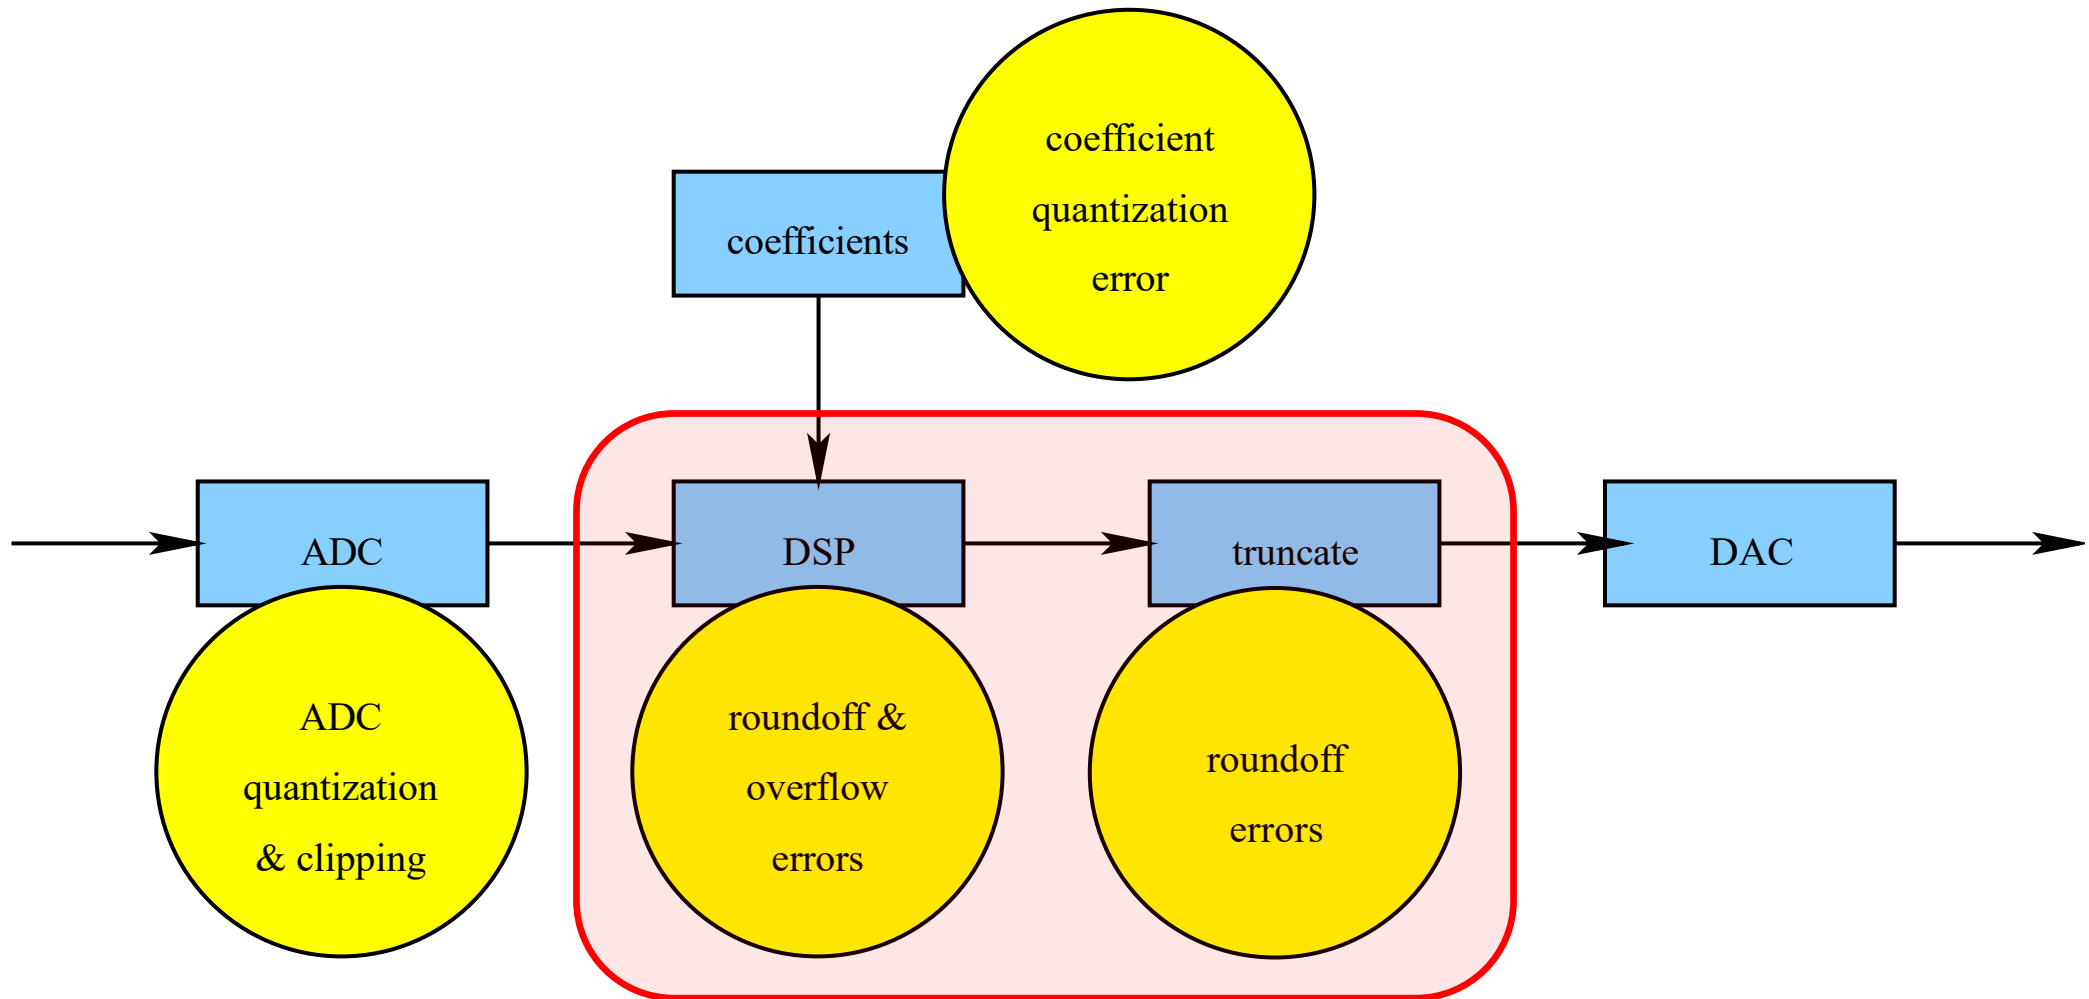 coefficient
quantization
error
coefficients
ADC
DSP
truncate
DAC
ADC
quantization
& clipping
roundoff &
overflow
errors
roundoff
errors